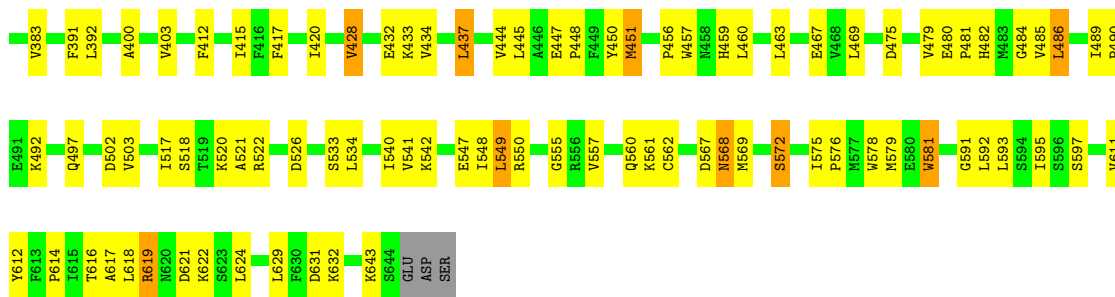 V383 F391 L392 A400 V403 F412 I415 F416 F417 I420 V428 E432 K433 V434 L437 V444 L445 A446 E447 P448 F449 Y450 M451 P456 W457 N458 H459 L460 L463 E467 V468 L469 D475 V479 E480 P481 H482 M483 G484 V485 L486 I489
E491 K492 Q497 D502 V503 I517 S518 T519 K520 A521 R522 D526 S533 L534 I540 V541 K542 E547 I548 L549 R550 G555 R556 V557 Q560 K561 C562 D567 N568 M569 S572 I575 P576 M577 W578 M579 E580 W581 G591 L592 L593 S594 I595 S596 S597
Y612 F613 P614 I615 T616 A617 L618 R619 N620 D621 K622 S623 L624 L629 F630 D631 K632 K643 S644 GLU ASP SER